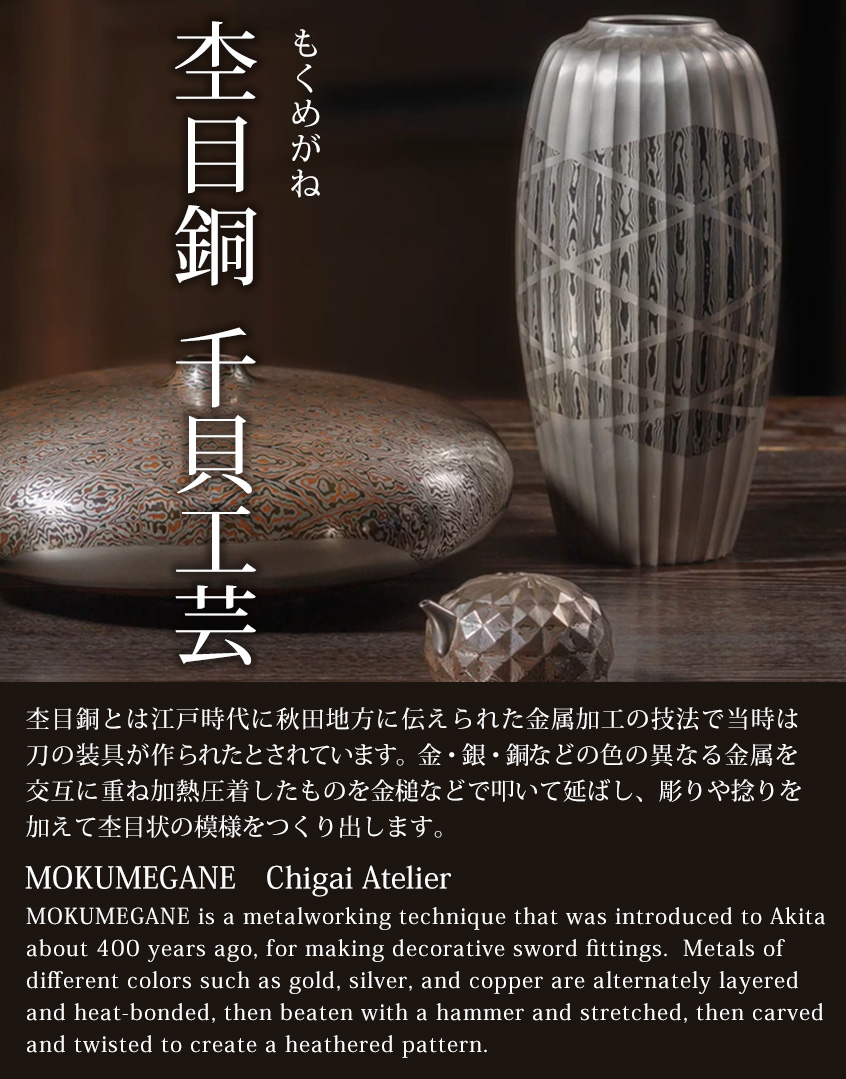 もくめがね
杢目銅 千貝工芸
杢目銅とは江戸時代に秋田地方に伝えられた金属加工の技法で当時は
刀の装具が作られたとされています。金・銀・銅などの色の異なる金属を
交互に重ね加熱圧着したものを金槌などで叩いて延ばし、彫りや捻りを
加えて杢目状の模様をつくり出します。
MOKUMEGANE　Chigai Atelier
MOKUMEGANE is a metalworking technique that was introduced to Akita
about 400 years ago, for making decorative sword fittings.  Metals of
different colors such as gold, silver, and copper are alternately layered
and heat-bonded, then beaten with a hammer and stretched, then carved
and twisted to create a heathered pattern.